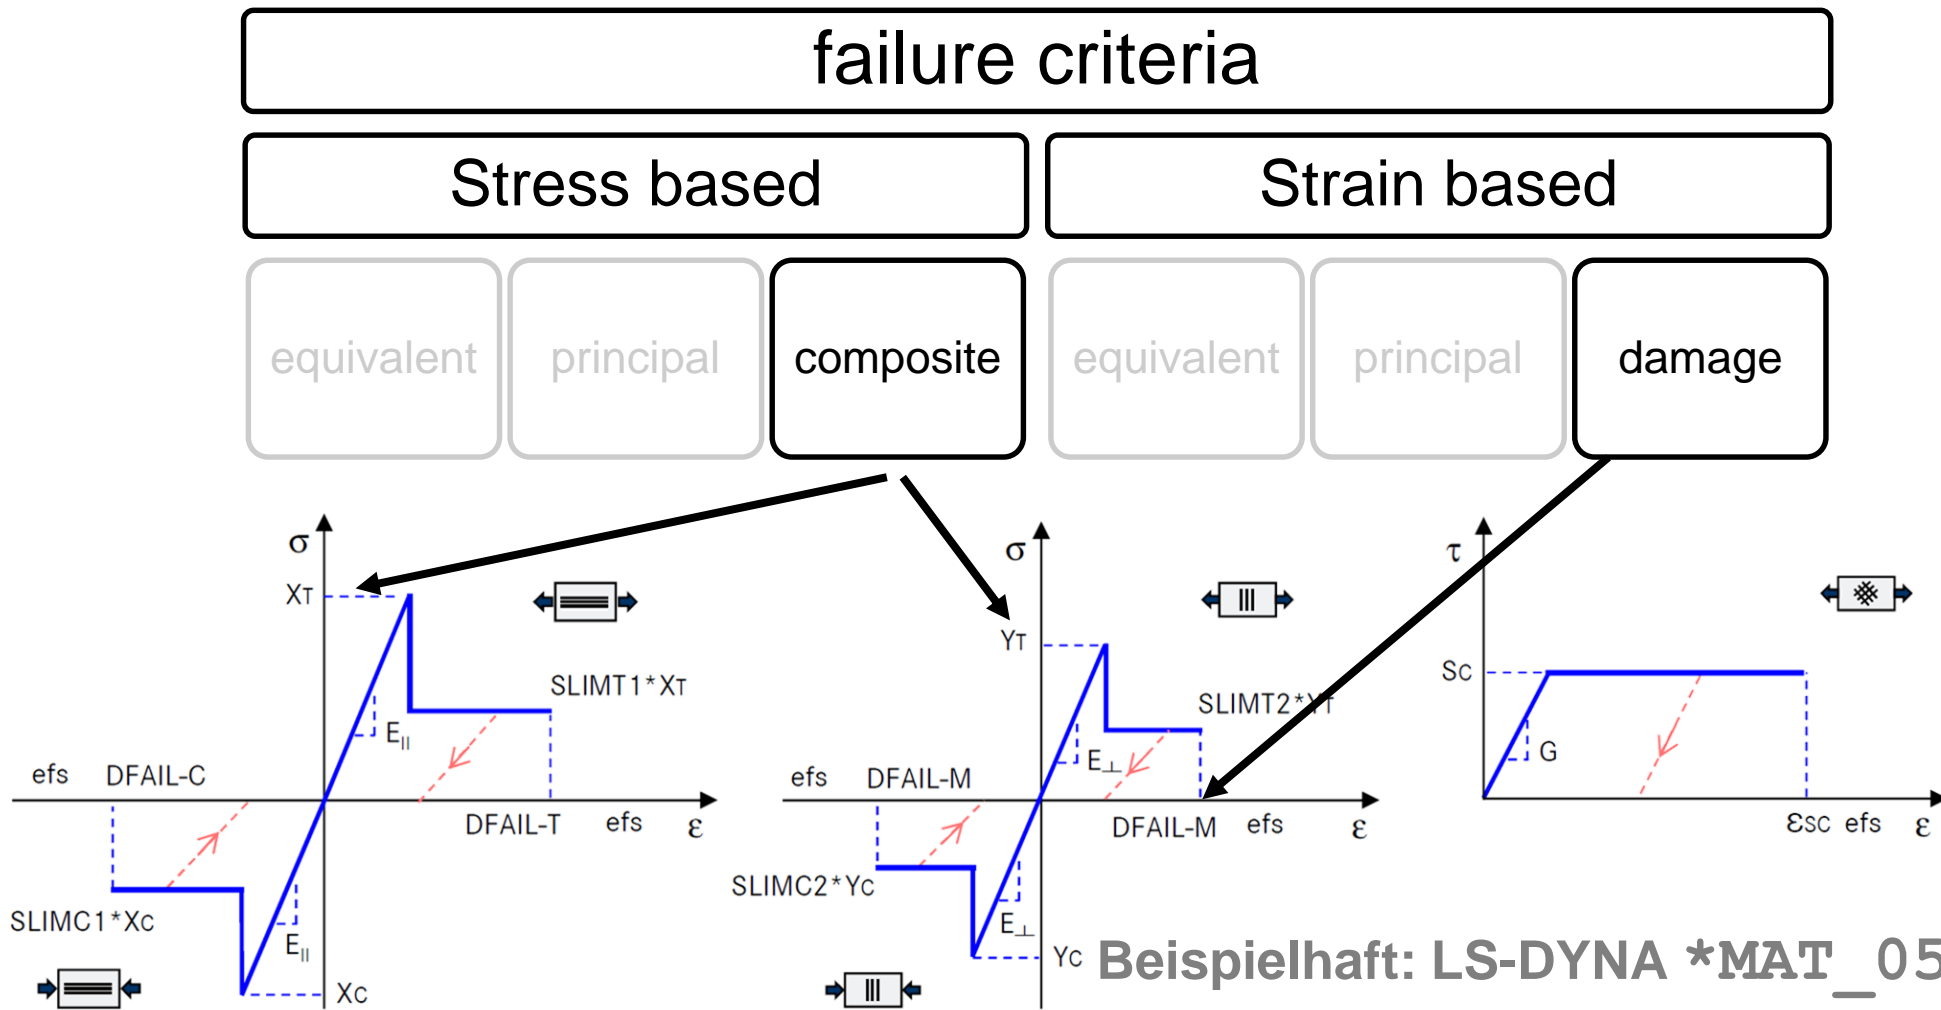 failure criteria
Stress based
Strain based
equivalent
principal
composite
equivalent
principal
damage
σ
XT
SLIMT1*XT
E||
efs
DFAIL-C
DFAIL-T
efs
ε
SLIMC1*XC
E||
XC
σ
YT
SLIMT2*YT
E⊥
efs
DFAIL-M
DFAIL-M
efs
ε
SLIMC2*YC
E⊥
YC
τ
SC
G
εSC
efs
ε
Beispielhaft: LS-DYNA *MAT_05